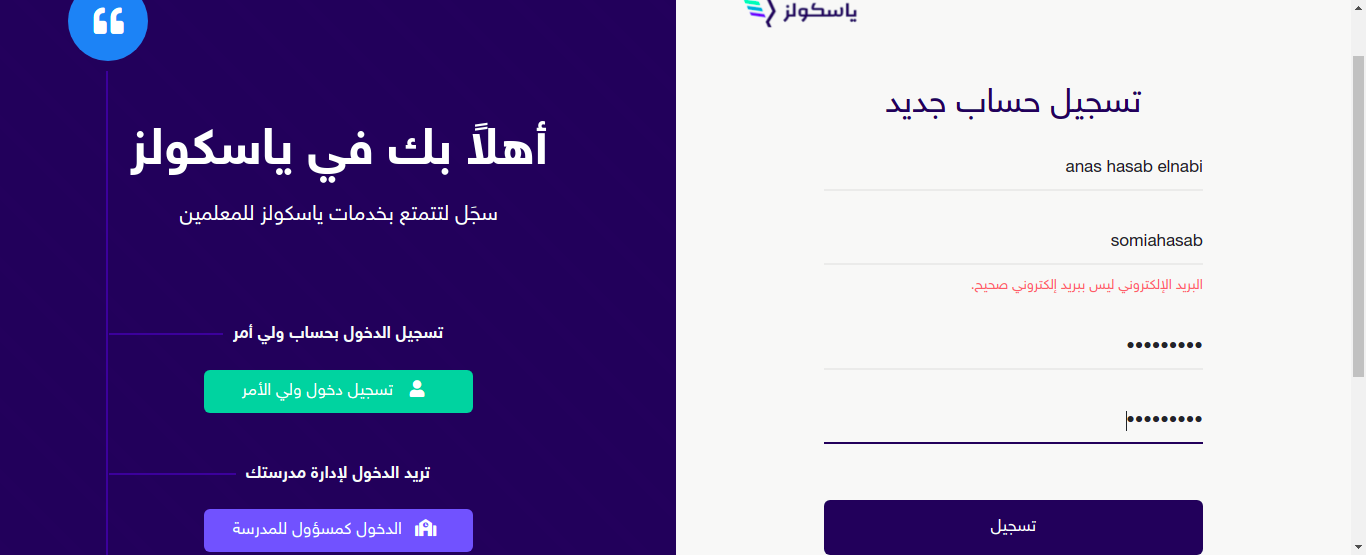 ياسكولز
تسجيل حساب جديد
anas hasab elnabi
somiahasab
البريد الإلكتروني ليس ببريد إلكتروني صحيح.
•••••••••
•••••••••
تسجيل
أهلاً بك في ياسكولز
سجَل لتتمتع بخدمات ياسكولز للمعلمين
تسجيل الدخول بحساب ولي أمر
تسجيل دخول ولي الأمر
تريد الدخول لإدارة مدرستك
الدخول كمسؤول للمدرسة